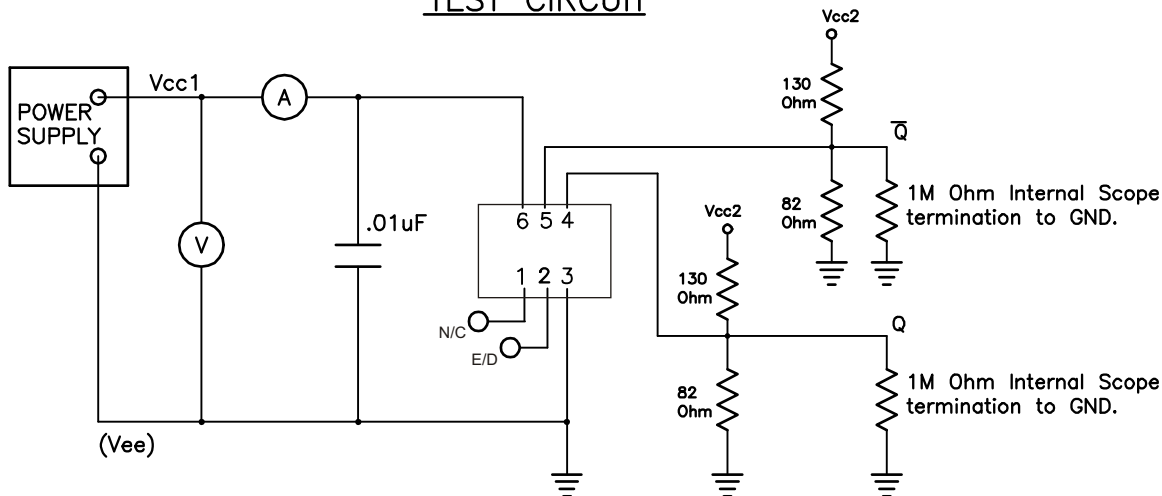 TEST CIRCUIT
Vcc2
POWER
SUPPLY
Vcc1
A
130
Ohm
Q̅
V
.01uF
6 5 4
1 2 3
82
Ohm
1M Ohm Internal Scope
termination to GND.
Vcc2
130
Ohm
N/C
E/D
Q
82
Ohm
1M Ohm Internal Scope
termination to GND.
(Vee)